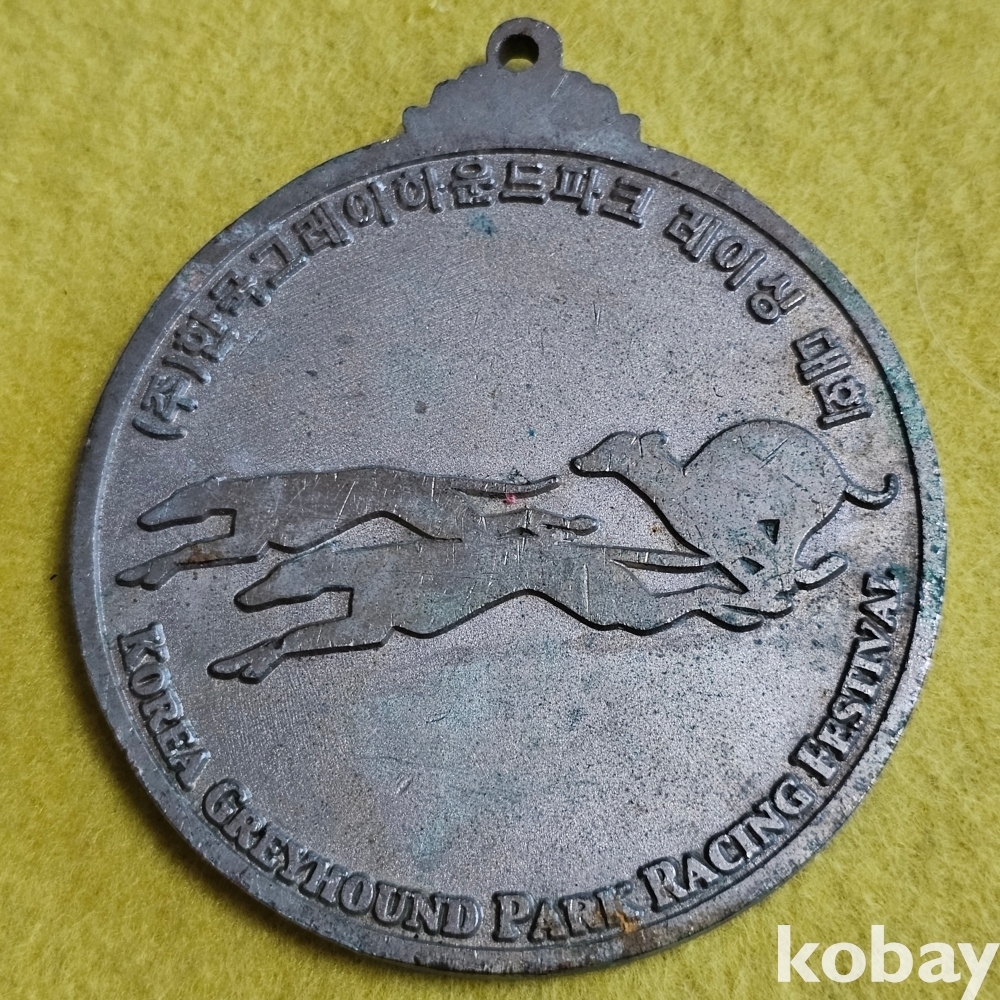 (주)한국그레이하운드파크 레이싱 대회
KOREA GREYHOUND PARK RACING FESTIVAL
kobay